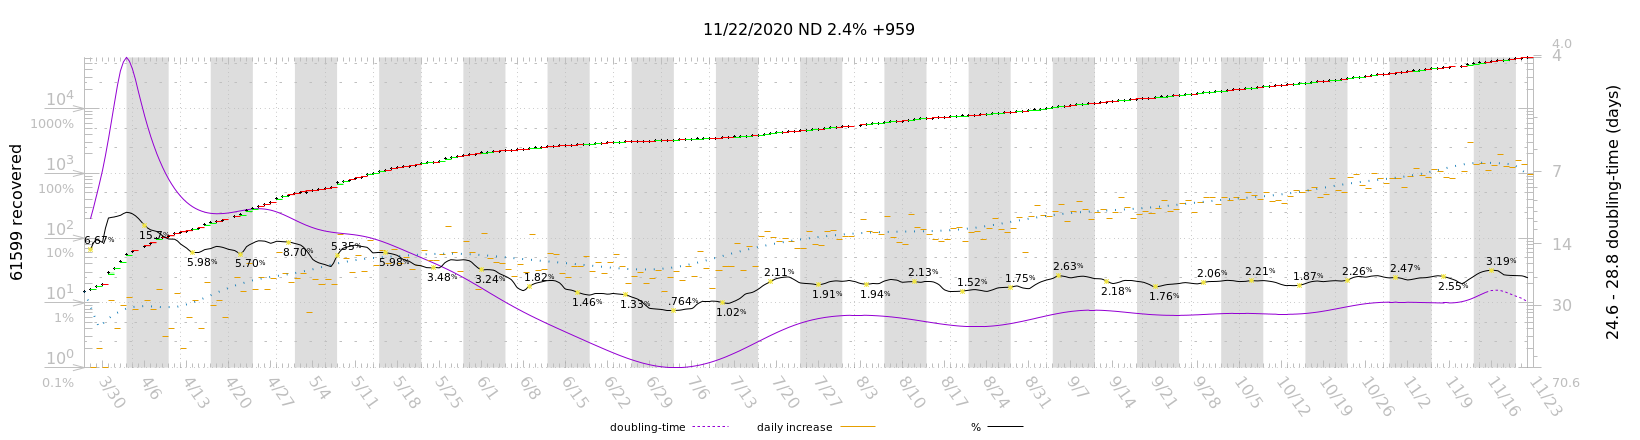 11/22/2020 ND 2.4% +959
61599 recovered
10⁴
1000%
10³
100%
10²
10%
10¹
1%
10⁰
0.1%
6.67% 15.7% 5.98% 5.70% 8.70% 5.35% 5.98% 3.48% 3.24% 1.82% 1.46% 1.33% .764% 1.02% 2.11% 1.91% 1.94% 2.13% 1.52% 1.75% 2.63% 2.18% 1.76% 2.06% 2.21% 1.87% 2.26% 2.47% 2.55% 3.19%
4.0
4
7
14
30
70.6
24.6 - 28.8 doubling-time (days)
3/30 4/6 4/13 4/20 4/27 5/4 5/11 5/18 5/25 6/1 6/8 6/15 6/22 6/29 7/6 7/13 7/20 7/27 8/3 8/10 8/17 8/24 8/31 9/7 9/14 9/21 9/28 10/5 10/12 10/19 10/26 11/2 11/9 11/16 11/23
doubling-time daily increase %